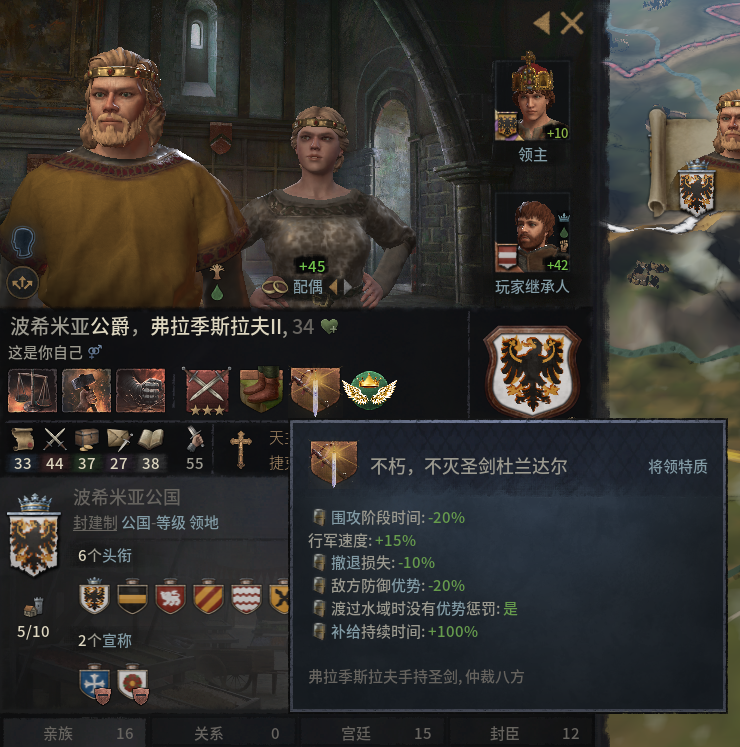 +10
领主
+42
玩家继承人
+45
配偶
波希米亚公爵，弗拉季斯拉夫II, 34
这是你自己
33 44 37 27 38 55
天主
捷克
不朽，不灭圣剑杜兰达尔 将领特质
围攻阶段时间: -20%
行军速度: +15%
撤退损失: -10%
敌方防御优势: -20%
渡过水域时没有优势惩罚: 是
补给持续时间: +100%
弗拉季斯拉夫手持圣剑, 仲裁八方
波希米亚公国
封建制 公国-等级 领地
6个头衔
5/10
2个宣称
亲族 16 关系 0 宫廷 15 封臣 12